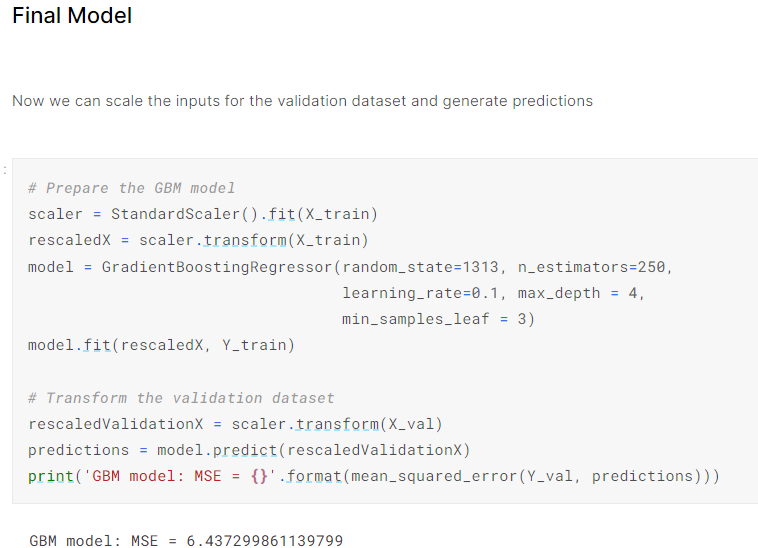 Final Model
Now we can scale the inputs for the validation dataset and generate predictions
:
# Prepare the GBM model
scaler = StandardScaler().fit(X_train)
rescaledX = scaler.transform(X_train)
model = GradientBoostingRegressor(random_state=1313, n_estimators=250,
                                  learning_rate=0.1, max_depth = 4,
                                  min_samples_leaf = 3)
model.fit(rescaledX, Y_train)
# Transform the validation dataset
rescaledValidationX = scaler.transform(X_val)
predictions = model.predict(rescaledValidationX)
print('GBM model: MSE = {}'.format(mean_squared_error(Y_val, predictions)))
GBM model: MSE = 6.437299861139799